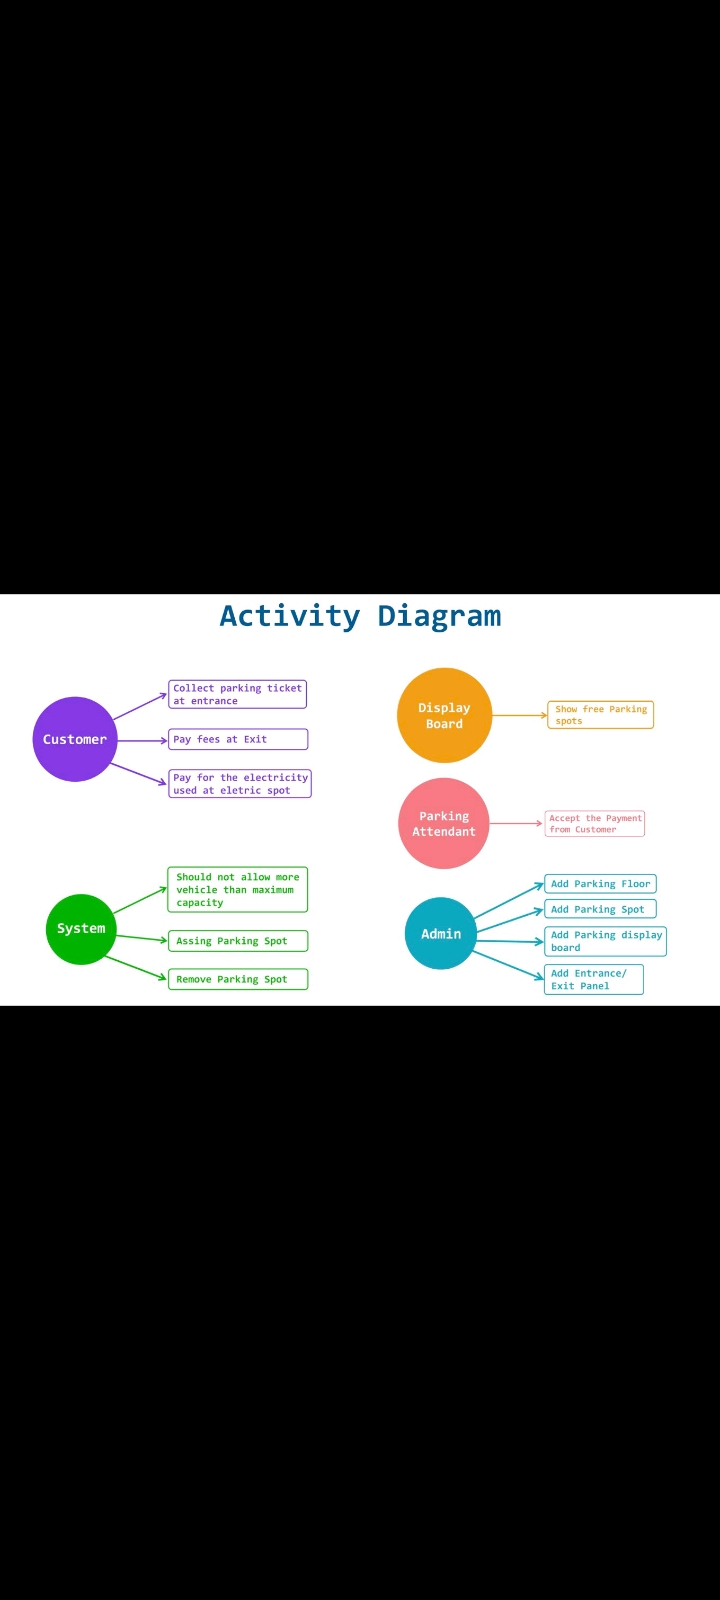 Activity Diagram
Customer
Collect parking ticket
at entrance
Pay fees at Exit
Pay for the electricity
used at eletric spot
Display
Board
Show free Parking
spots
Parking
Attendant
Accept the Payment
from Customer
System
Should not allow more
vehicle than maximum
capacity
Assing Parking Spot
Remove Parking Spot
Admin
Add Parking Floor
Add Parking Spot
Add Parking display
board
Add Entrance/
Exit Panel